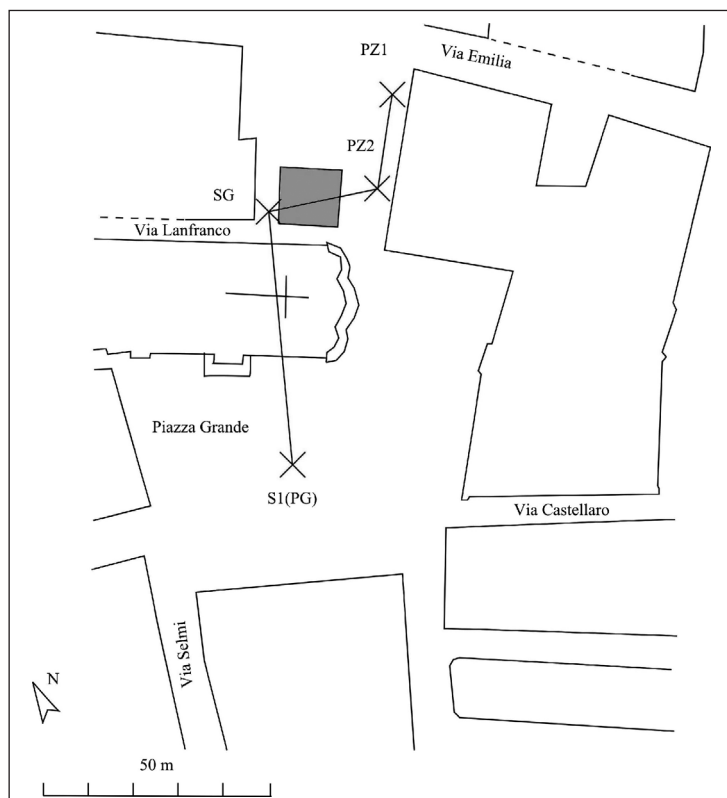 PZ1
Via Emilia
PZ2
SG
Via Lanfranco
Piazza Grande
S1(PG)
Via Castellaro
Via Selmi
N
50 m